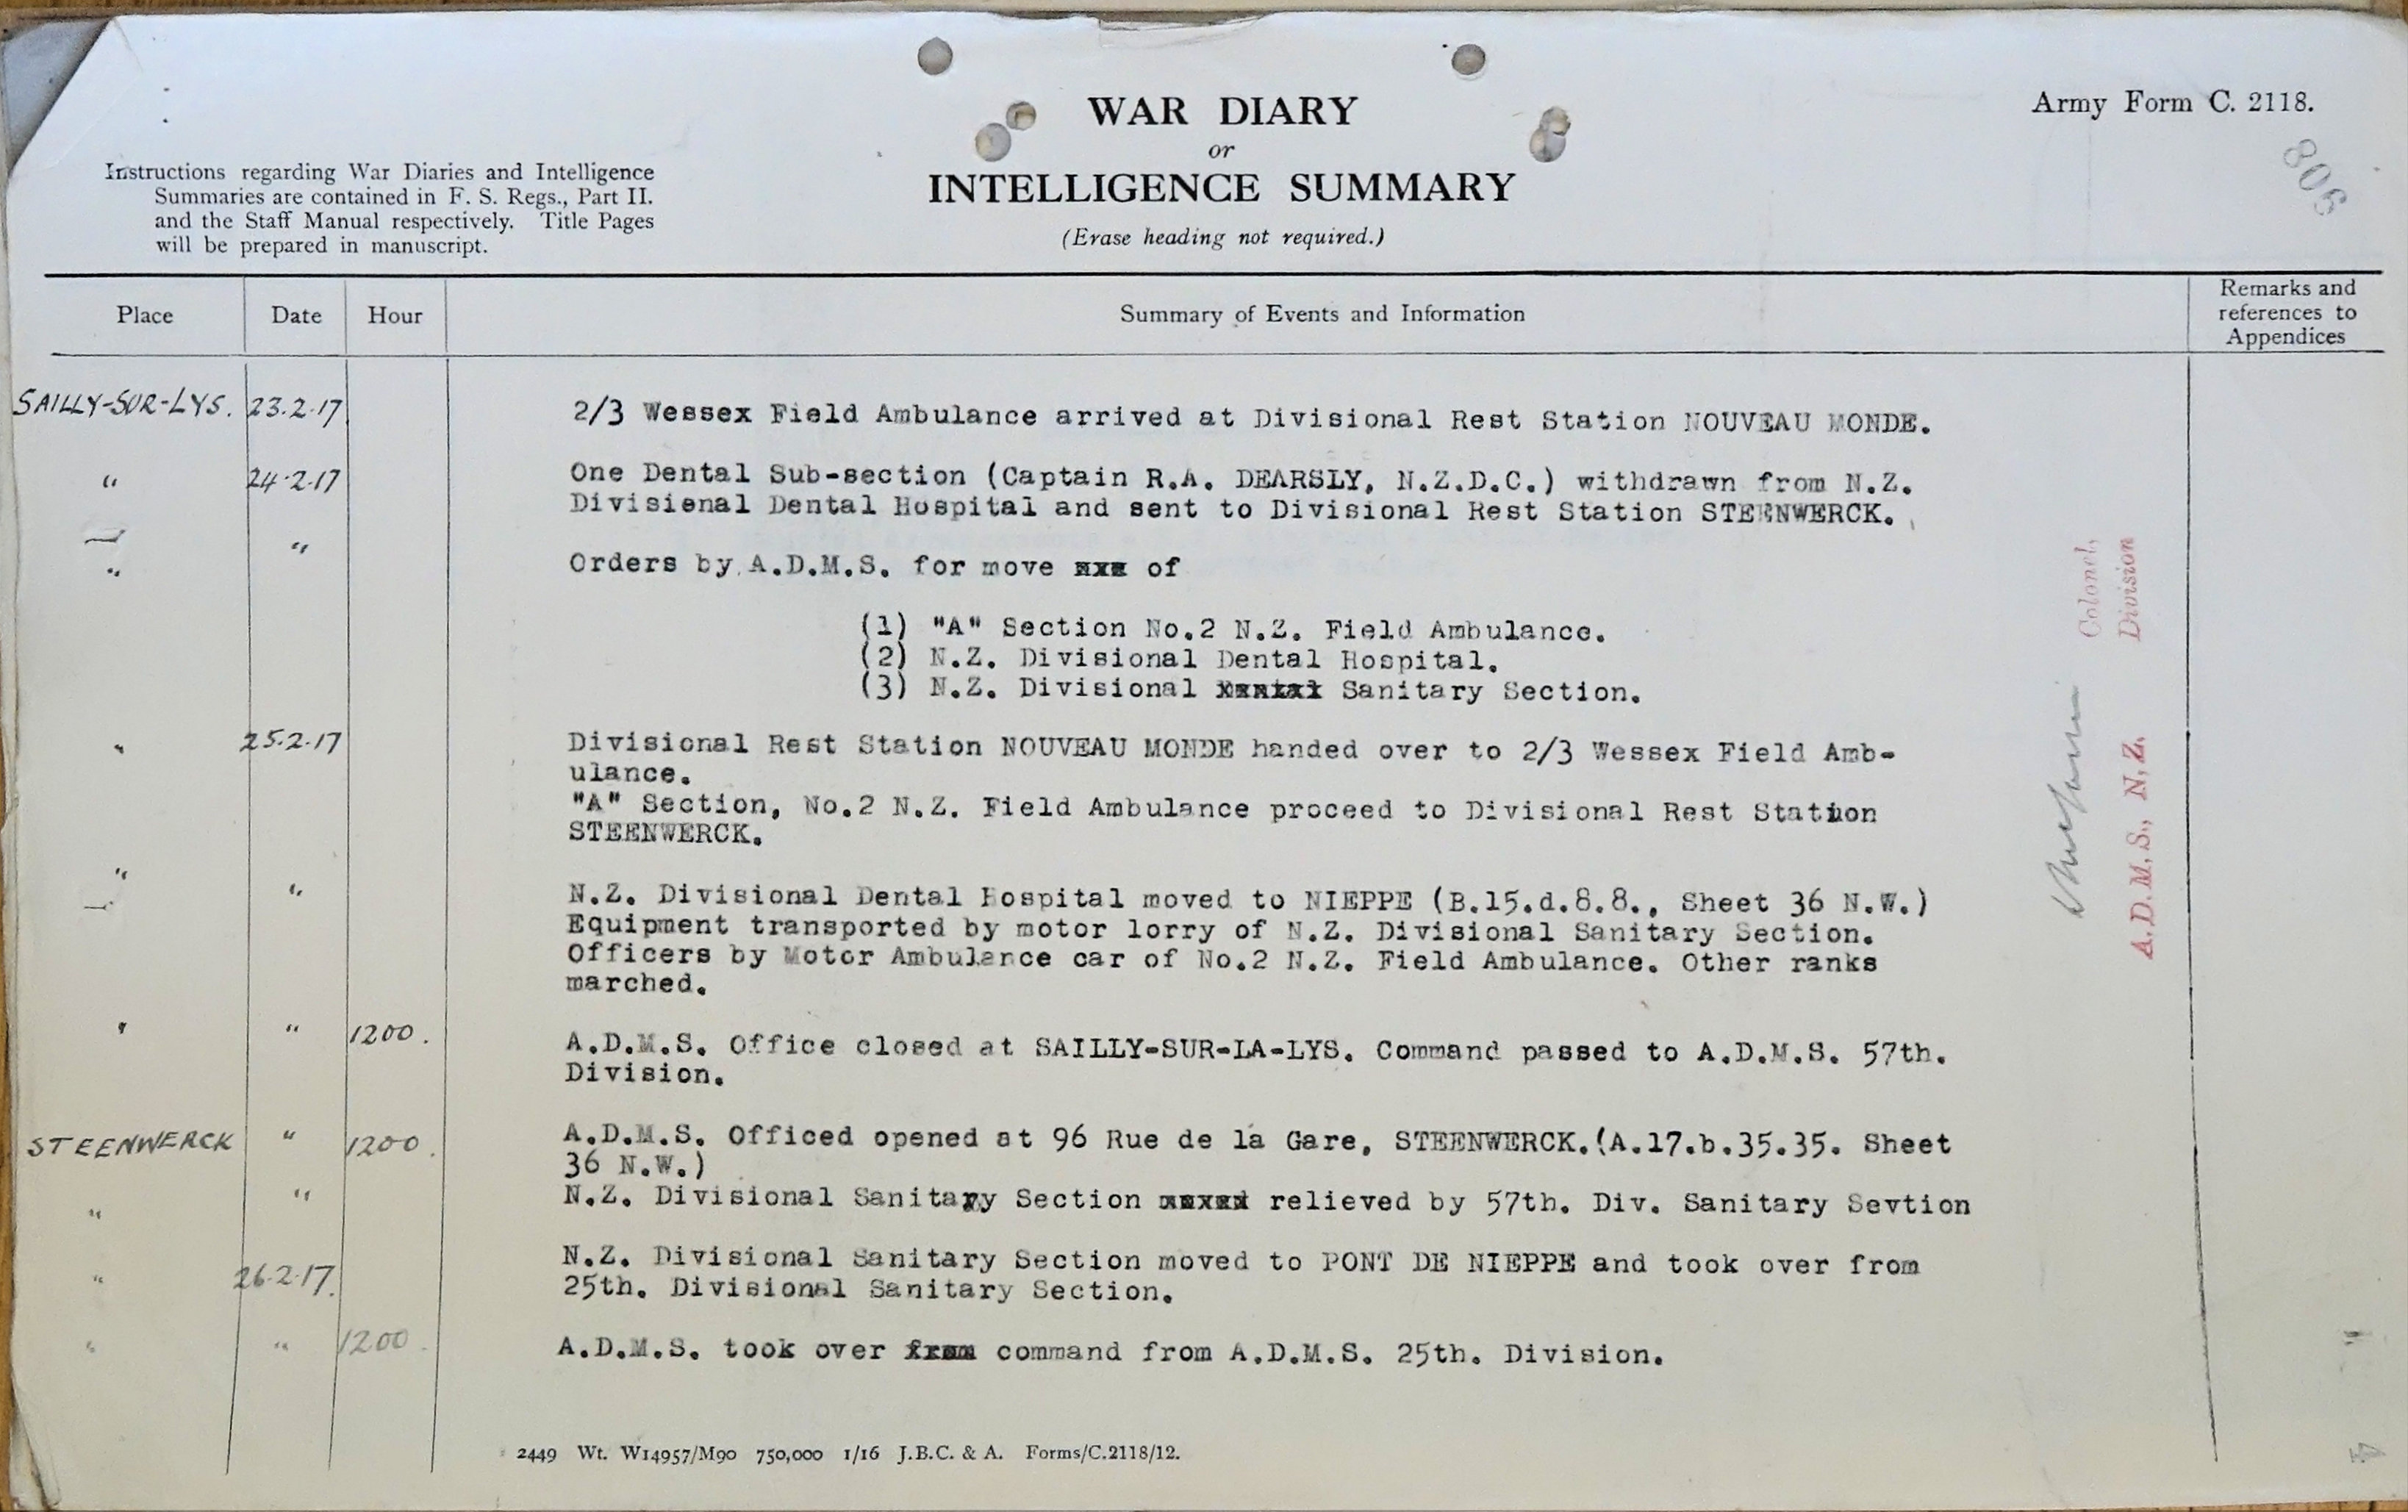 WAR DIARY
or
INTELLIGENCE SUMMARY
(Erase heading not required.)
Army Form C. 2118.
806
Instructions regarding War Diaries and Intelligence
Summaries are contained in F. S. Regs., Part II.
and the Staff Manual respectively. Title Pages
will be prepared in manuscript.
Place Date Hour Summary of Events and Information Remarks and references to Appendices
SAILLY-SUR-LYS. 23.2.17 2/3 Wessex Field Ambulance arrived at Divisional Rest Station NOUVEAU MONDE.
" 24.2.17 One Dental Sub-section (Captain R.A. DEARSLY, N.Z.D.C.) withdrawn from N.Z.
Divisional Dental Hospital and sent to Divisional Rest Station STEENWERCK.
" " Orders by A.D.M.S. for move of
(1) "A" Section No.2 N.Z. Field Ambulance.
(2) N.Z. Divisional Dental Hospital.
(3) N.Z. Divisional Sanitary Section.
" 25.2.17 Divisional Rest Station NOUVEAU MONDE handed over to 2/3 Wessex Field Amb-
ulance.
"A" Section, No.2 N.Z. Field Ambulance proceed to Divisional Rest Station
STEENWERCK.
" " N.Z. Divisional Dental Hospital moved to NIEPPE (B.15.d.8.8., Sheet 36 N.W.)
Equipment transported by motor lorry of N.Z. Divisional Sanitary Section.
Officers by Motor Ambulance car of No.2 N.Z. Field Ambulance. Other ranks
marched.
" " 1200. A.D.M.S. Office closed at SAILLY-SUR-LA-LYS. Command passed to A.D.M.S. 57th.
Division.
STEENWERCK " 1200. A.D.M.S. Officed opened at 96 Rue de la Gare, STEENWERCK.(A.17.b.35.35. Sheet
36 N.W.)
" " N.Z. Divisional Sanitary Section relieved by 57th. Div. Sanitary Sevtion
" 26.2.17. N.Z. Divisional Sanitary Section moved to PONT DE NIEPPE and took over from
25th. Divisional Sanitary Section.
" " 1200. A.D.M.S. took over command from A.D.M.S. 25th. Division.
Colonel,
A.D.M.S., N.Z. Division
2449 Wt. W14957/M90 750,000 1/16 J.B.C. & A. Forms/C.2118/12.